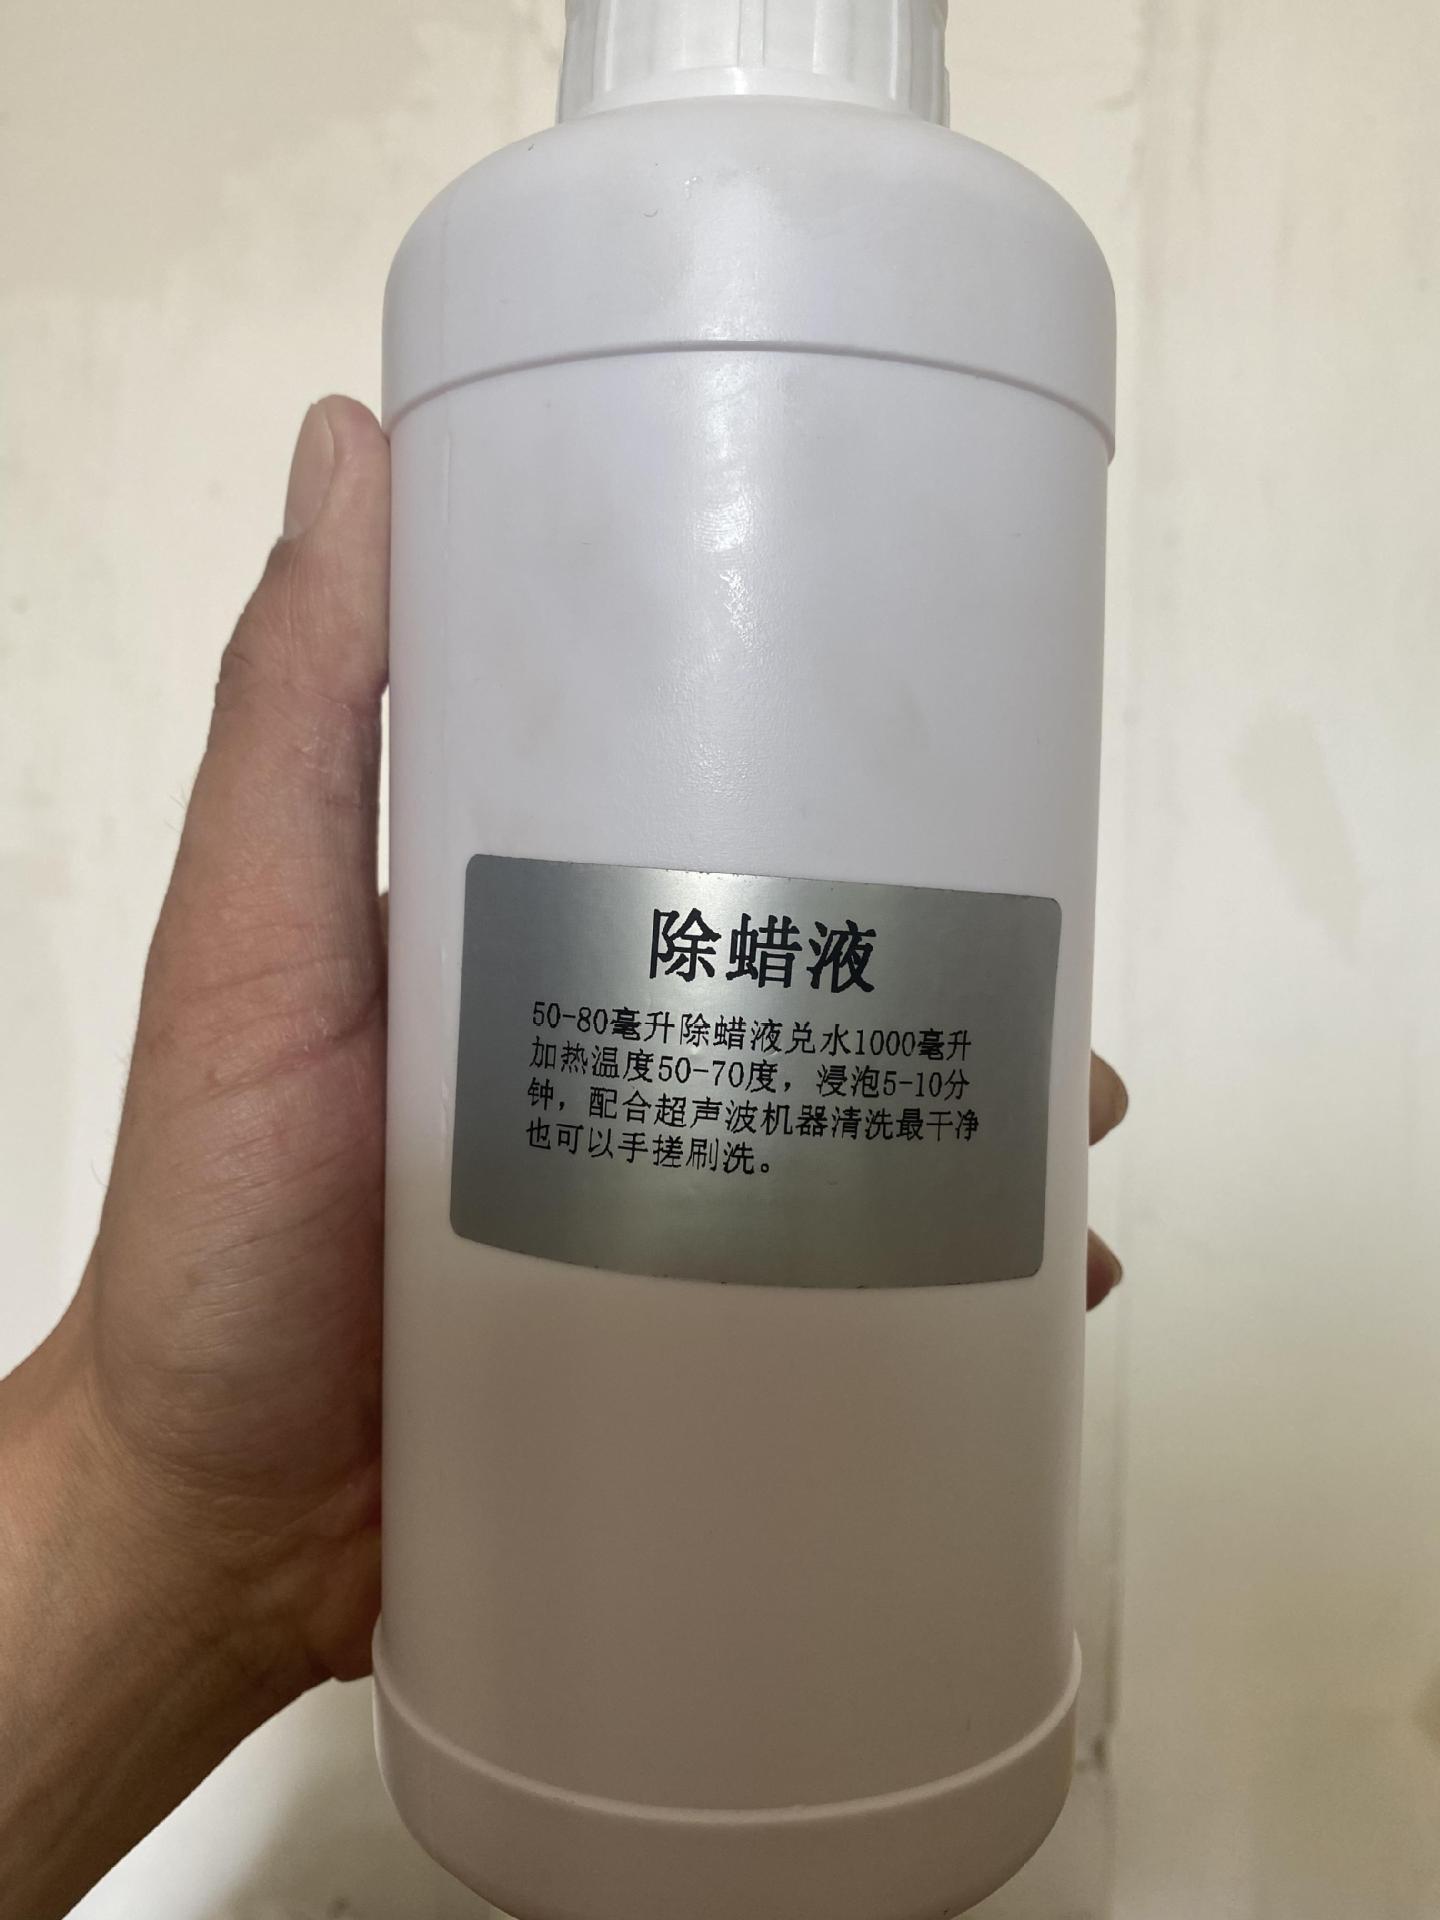 除蜡液
50-80毫升除蜡液兑水1000毫升
加热温度50-70度，浸泡5-10分
钟，配合超声波机器清洗最干净
也可以手搓刷洗。